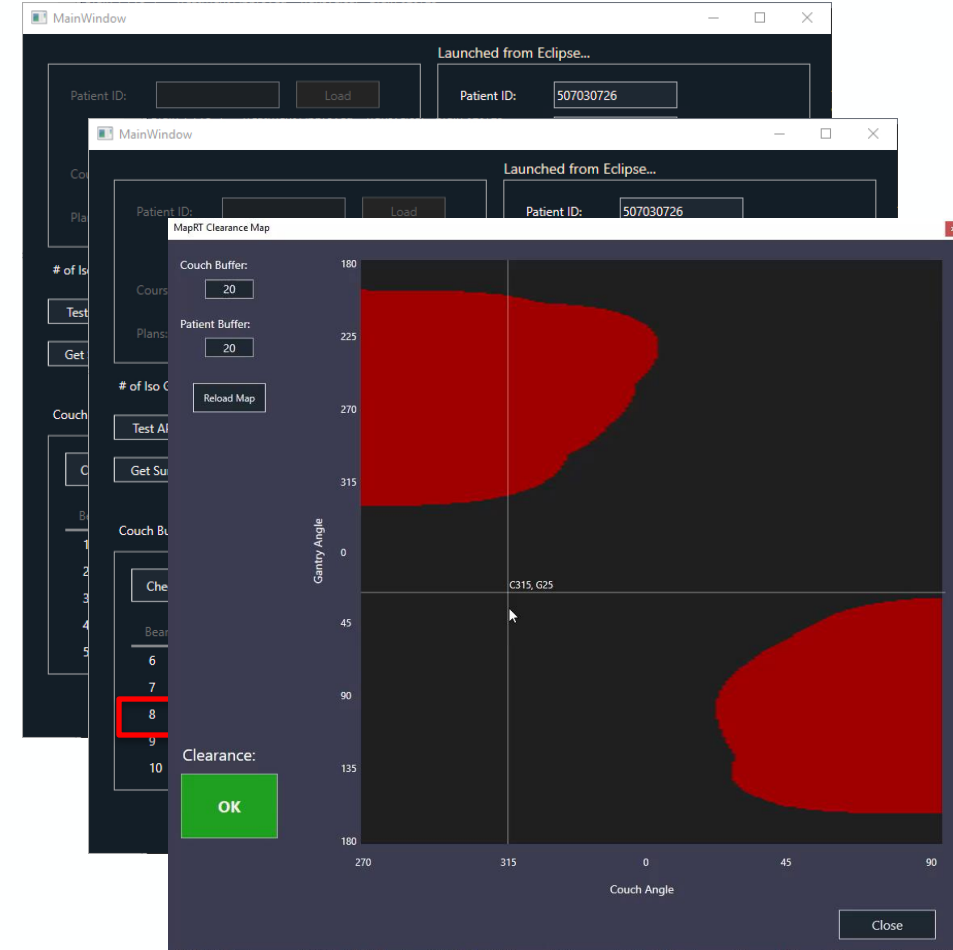 MainWindow
Launched from Eclipse...
Patient ID:
Load
Patient ID:
507030726
# of Iso
Test
Get
Couch
1
2
3
4
5
MainWindow
Launched from Eclipse...
Patient ID:
Load
Patient ID:
507030726
Cours
Plans:
# of Iso C
Test AP
Get Su
Couch Bu
Che
Bear
6
7
8
9
10
MapRT Clearance Map
Couch Buffer:
20
Patient Buffer:
20
Reload Map
Clearance:
OK
Gantry Angle
180
225
270
315
0
45
90
135
180
C315, G25
270
315
0
45
90
Couch Angle
Close